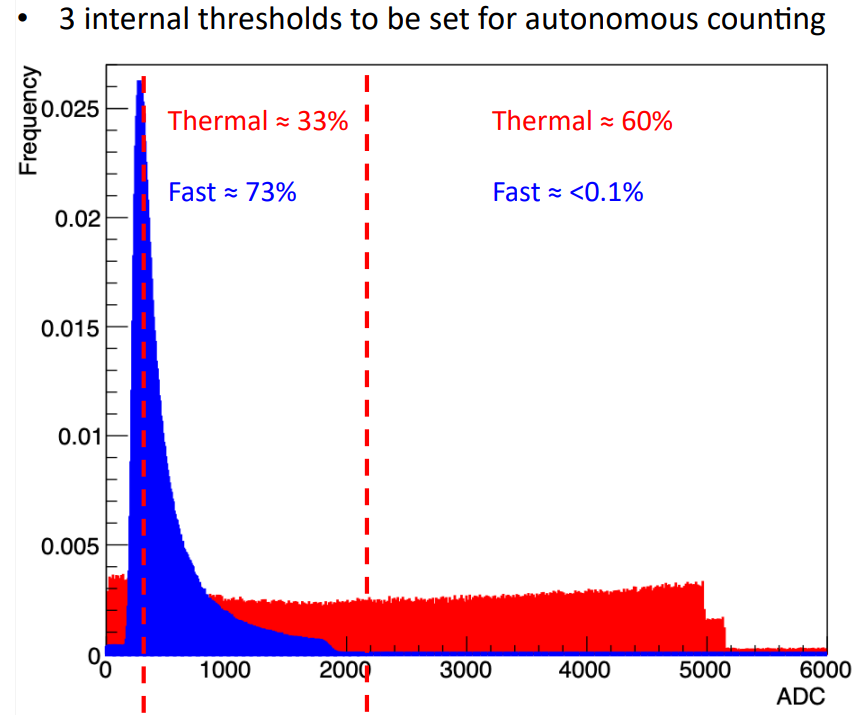 • 3 internal thresholds to be set for autonomous counting
Frequency
0.025
0.02
0.015
0.01
0.005
0
Thermal ≈ 33%
Thermal ≈ 60%
Fast ≈ 73%
Fast ≈ <0.1%
0 1000 2000 3000 4000 5000 6000
ADC